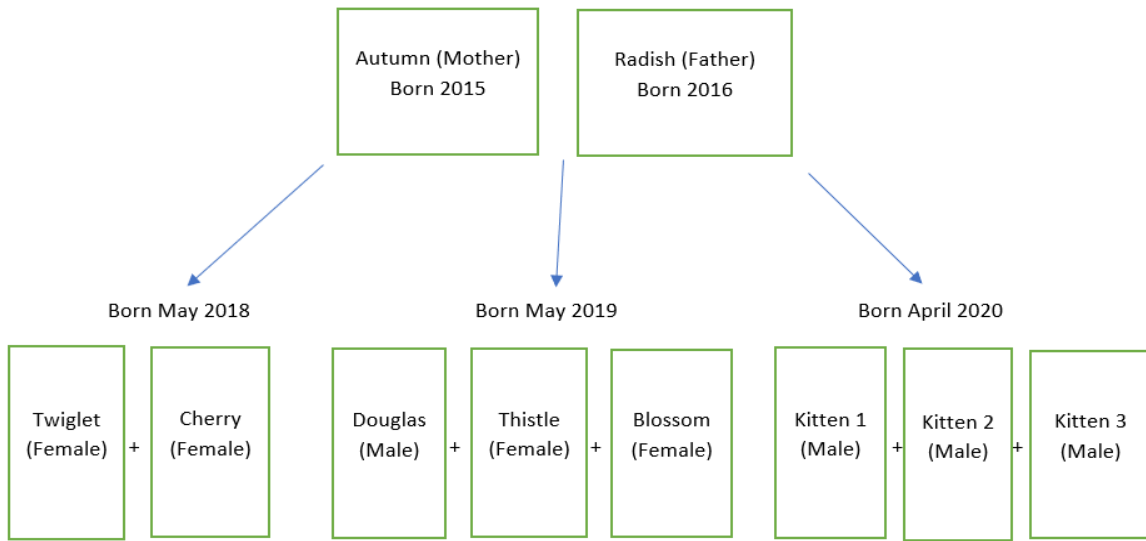 Autumn (Mother)
Born 2015
Radish (Father)
Born 2016
Born May 2018
Born May 2019
Born April 2020
Twiglet
(Female)
+
Cherry
(Female)
Douglas
(Male)
+
Thistle
(Female)
+
Blossom
(Female)
Kitten 1
(Male)
+
Kitten 2
(Male)
+
Kitten 3
(Male)